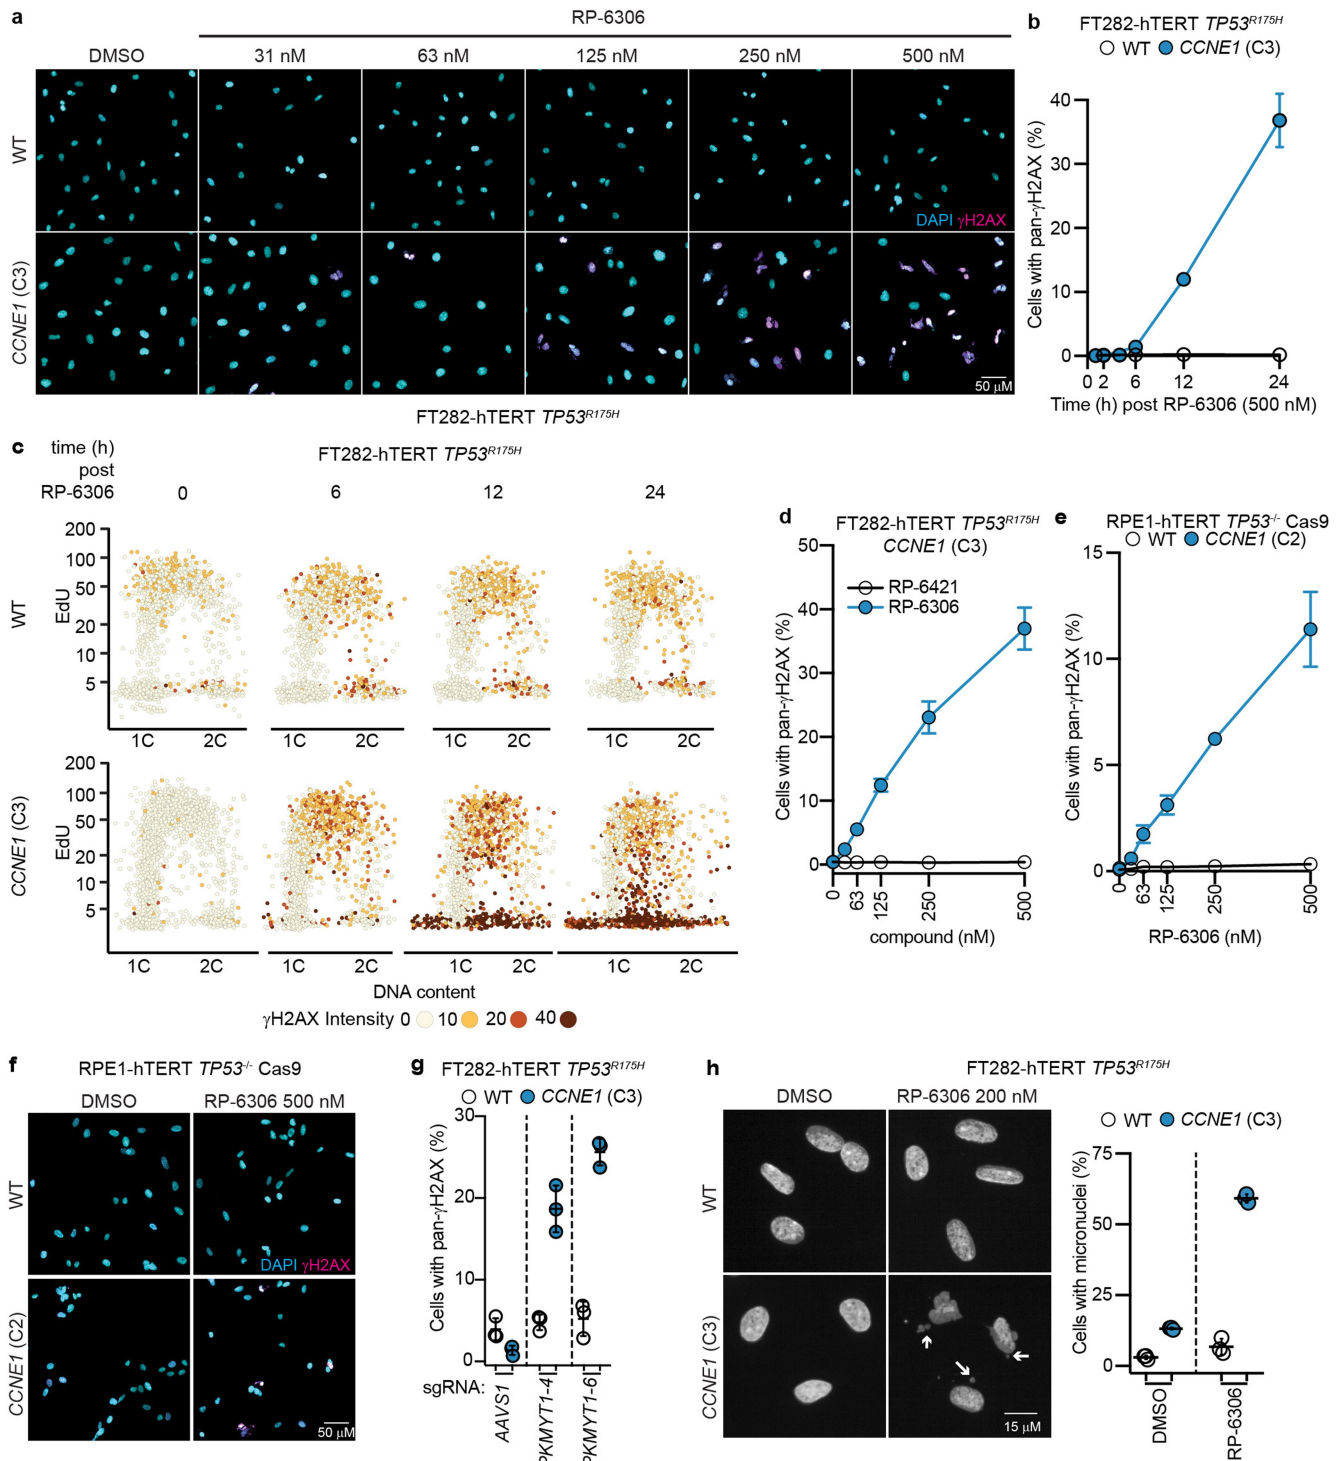 a
RP-6306
DMSO 31 nM 63 nM 125 nM 250 nM 500 nM
WT
DAPI γH2AX
CCNE1 (C3)
50 μM
FT282-hTERT TP53R175H
b
FT282-hTERT TP53R175H
WT CCNE1 (C3)
Cells with pan-γH2AX (%)
40
30
20
10
0
0 2 6 12 24
Time (h) post RP-6306 (500 nM)
c
time (h)
post
RP-6306
FT282-hTERT TP53R175H
0 6 12 24
WT
EdU
200
100
50
20
10
5
1C 2C 1C 2C 1C 2C 1C 2C
CCNE1 (C3)
EdU
200
100
50
20
10
5
1C 2C 1C 2C 1C 2C 1C 2C
DNA content
γH2AX Intensity 0 10 20 40
d
FT282-hTERT TP53R175H
CCNE1 (C3)
RP-6421
RP-6306
Cells with pan-γH2AX (%)
50
40
30
20
10
0
0 63 125 250 500
compound (nM)
e
RPE1-hTERT TP53-/- Cas9
WT CCNE1 (C2)
Cells with pan-γH2AX (%)
15
10
5
0
0 63 125 250 500
RP-6306 (nM)
f
RPE1-hTERT TP53-/- Cas9
DMSO RP-6306 500 nM
WT
DAPI γH2AX
CCNE1 (C2)
50 μM
g
FT282-hTERT TP53R175H
WT CCNE1 (C3)
Cells with pan-γH2AX (%)
30
20
10
0
sgRNA:
AAVS1
PKMYT1-4
PKMYT1-6
h
FT282-hTERT TP53R175H
DMSO RP-6306 200 nM
WT
CCNE1 (C3)
15 μM
WT CCNE1 (C3)
Cells with micronuclei (%)
75
50
25
0
DMSO
RP-6306